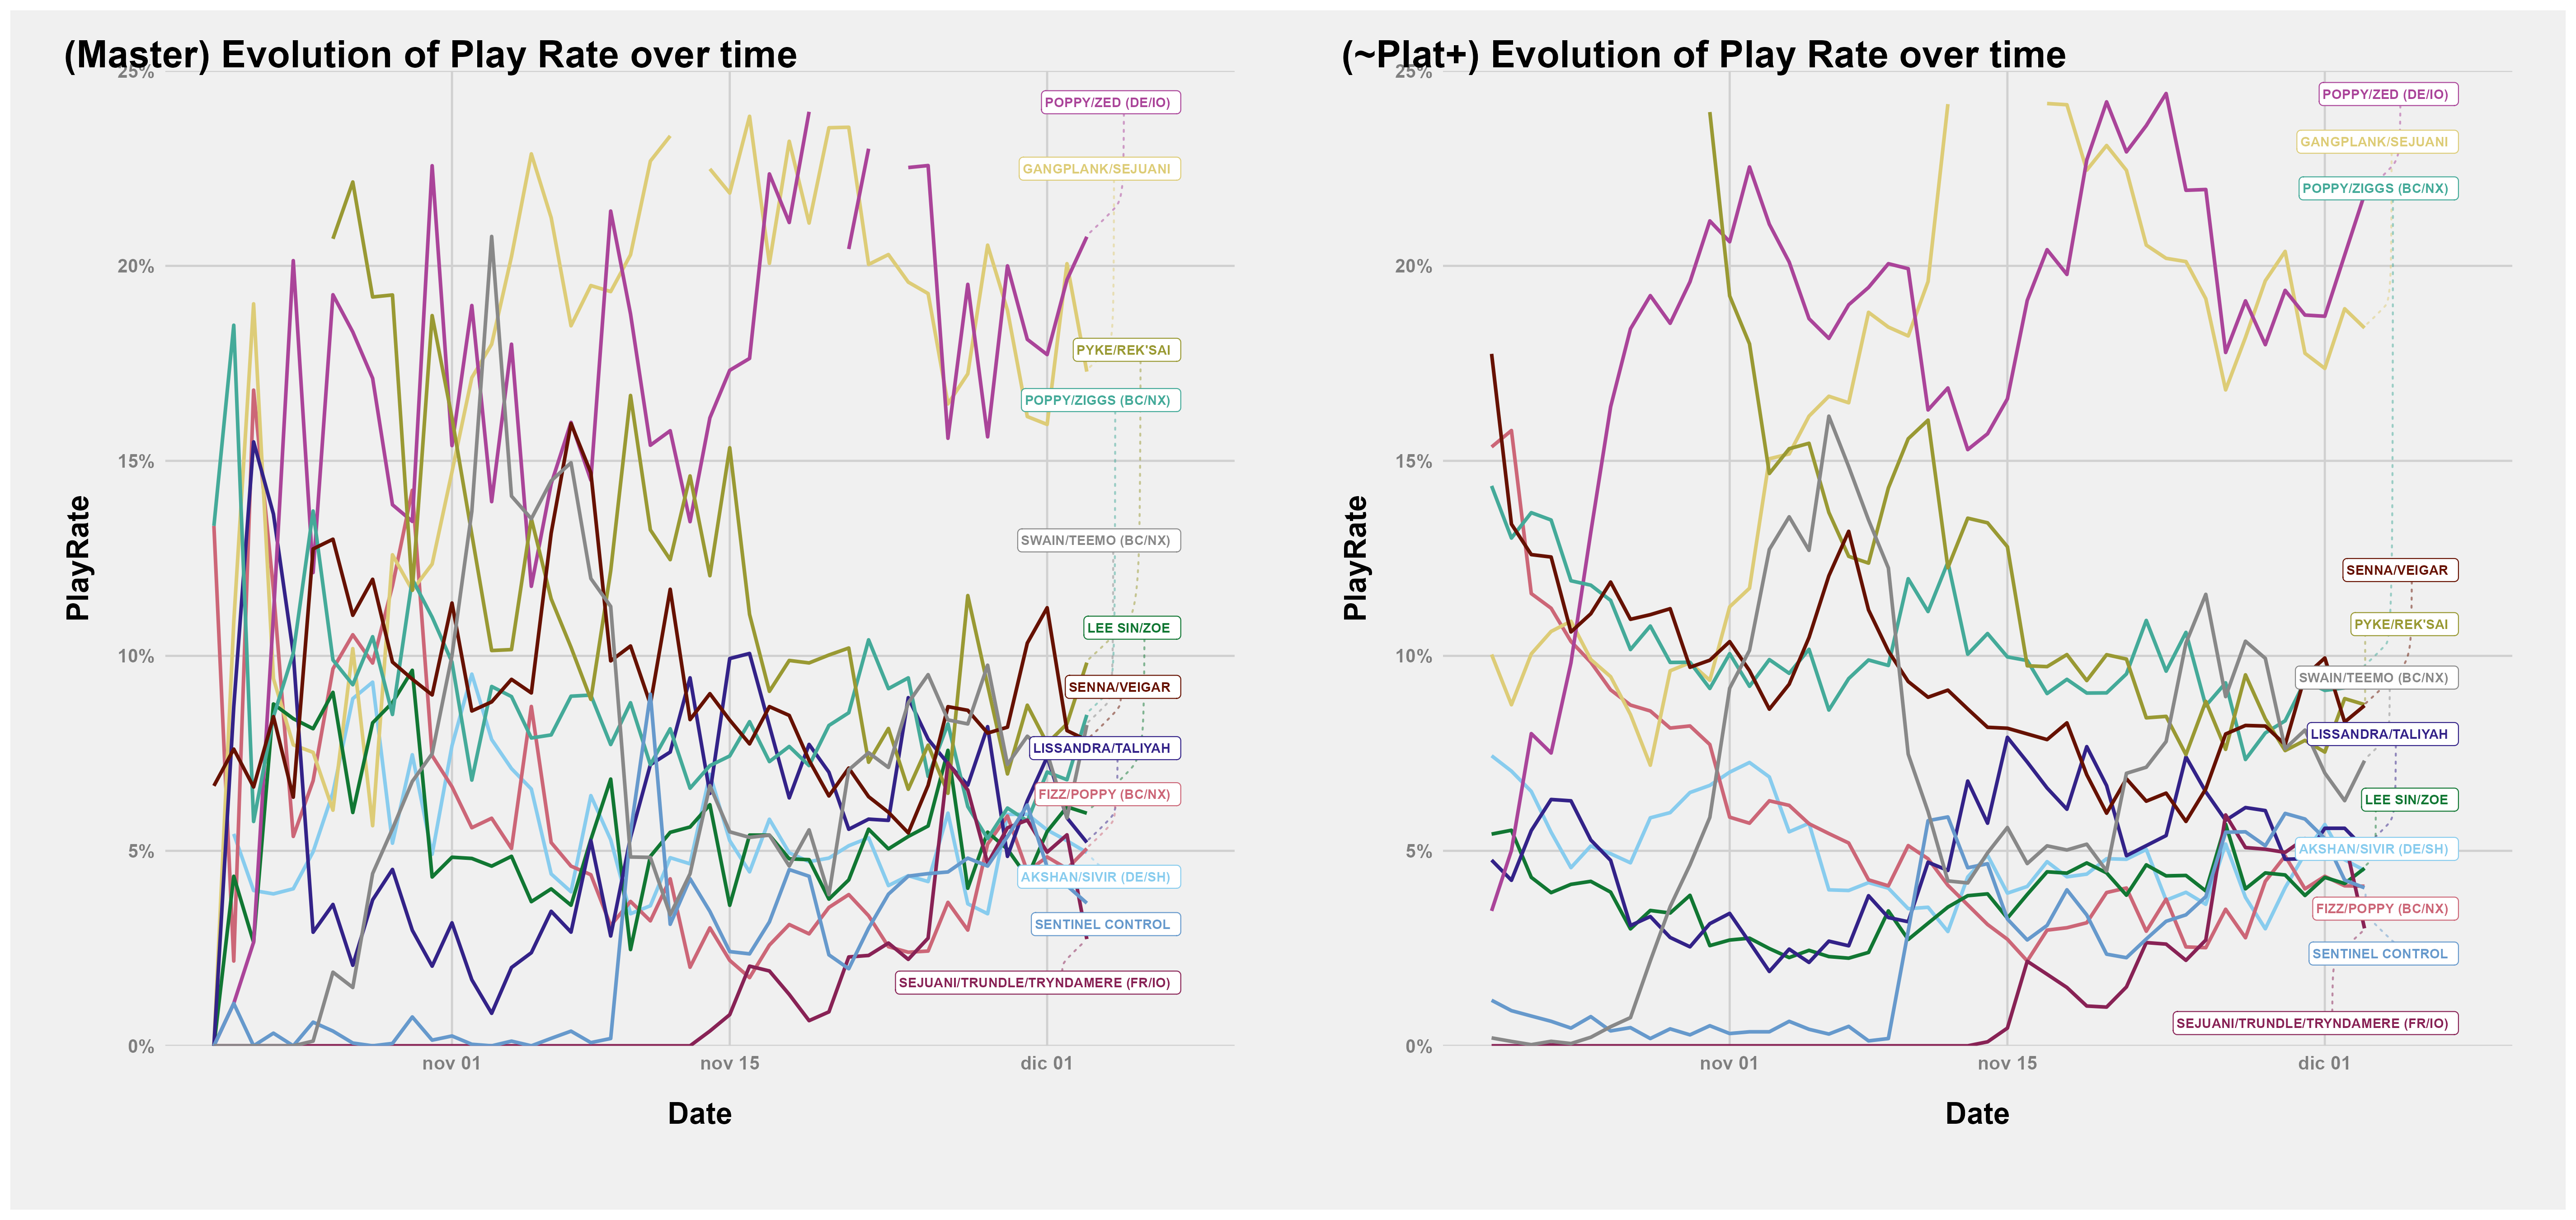 (Master) Evolution of Play Rate over time
25%
20%
15%
10%
5%
0%
PlayRate
POPPY/ZED (DE/IO)
GANGPLANK/SEJUANI
PYKE/REK'SAI
POPPY/ZIGGS (BC/NX)
SWAIN/TEEMO (BC/NX)
LEE SIN/ZOE
SENNA/VEIGAR
LISSANDRA/TALIYAH
FIZZ/POPPY (BC/NX)
AKSHAN/SIVIR (DE/SH)
SENTINEL CONTROL
SEJUANI/TRUNDLE/TRYNDAMERE (FR/IO)
nov 01
nov 15
dic 01
Date
(~Plat+) Evolution of Play Rate over time
25%
20%
15%
10%
5%
0%
PlayRate
POPPY/ZED (DE/IO)
GANGPLANK/SEJUANI
POPPY/ZIGGS (BC/NX)
SENNA/VEIGAR
PYKE/REK'SAI
SWAIN/TEEMO (BC/NX)
LISSANDRA/TALIYAH
LEE SIN/ZOE
AKSHAN/SIVIR (DE/SH)
FIZZ/POPPY (BC/NX)
SENTINEL CONTROL
SEJUANI/TRUNDLE/TRYNDAMERE (FR/IO)
nov 01
nov 15
dic 01
Date